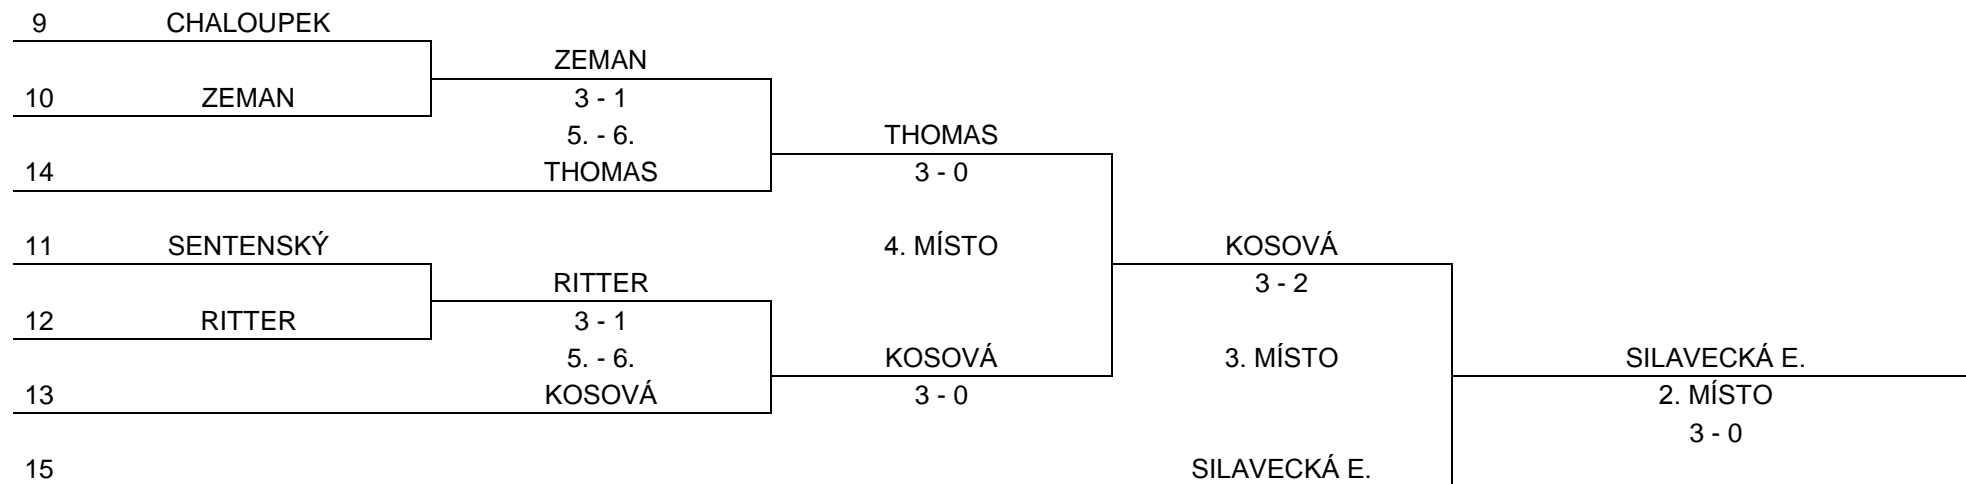 9 CHALOUPEK
ZEMAN
10 ZEMAN 3 - 1
5. - 6. THOMAS
14 THOMAS 3 - 0
11 SENTENSKÝ 4. MÍSTO KOSOVÁ
RITTER 3 - 2
12 RITTER 3 - 1
5. - 6. KOSOVÁ 3. MÍSTO SILAVECKÁ E.
13 KOSOVÁ 3 - 0 2. MÍSTO
3 - 0
15 SILAVECKÁ E.